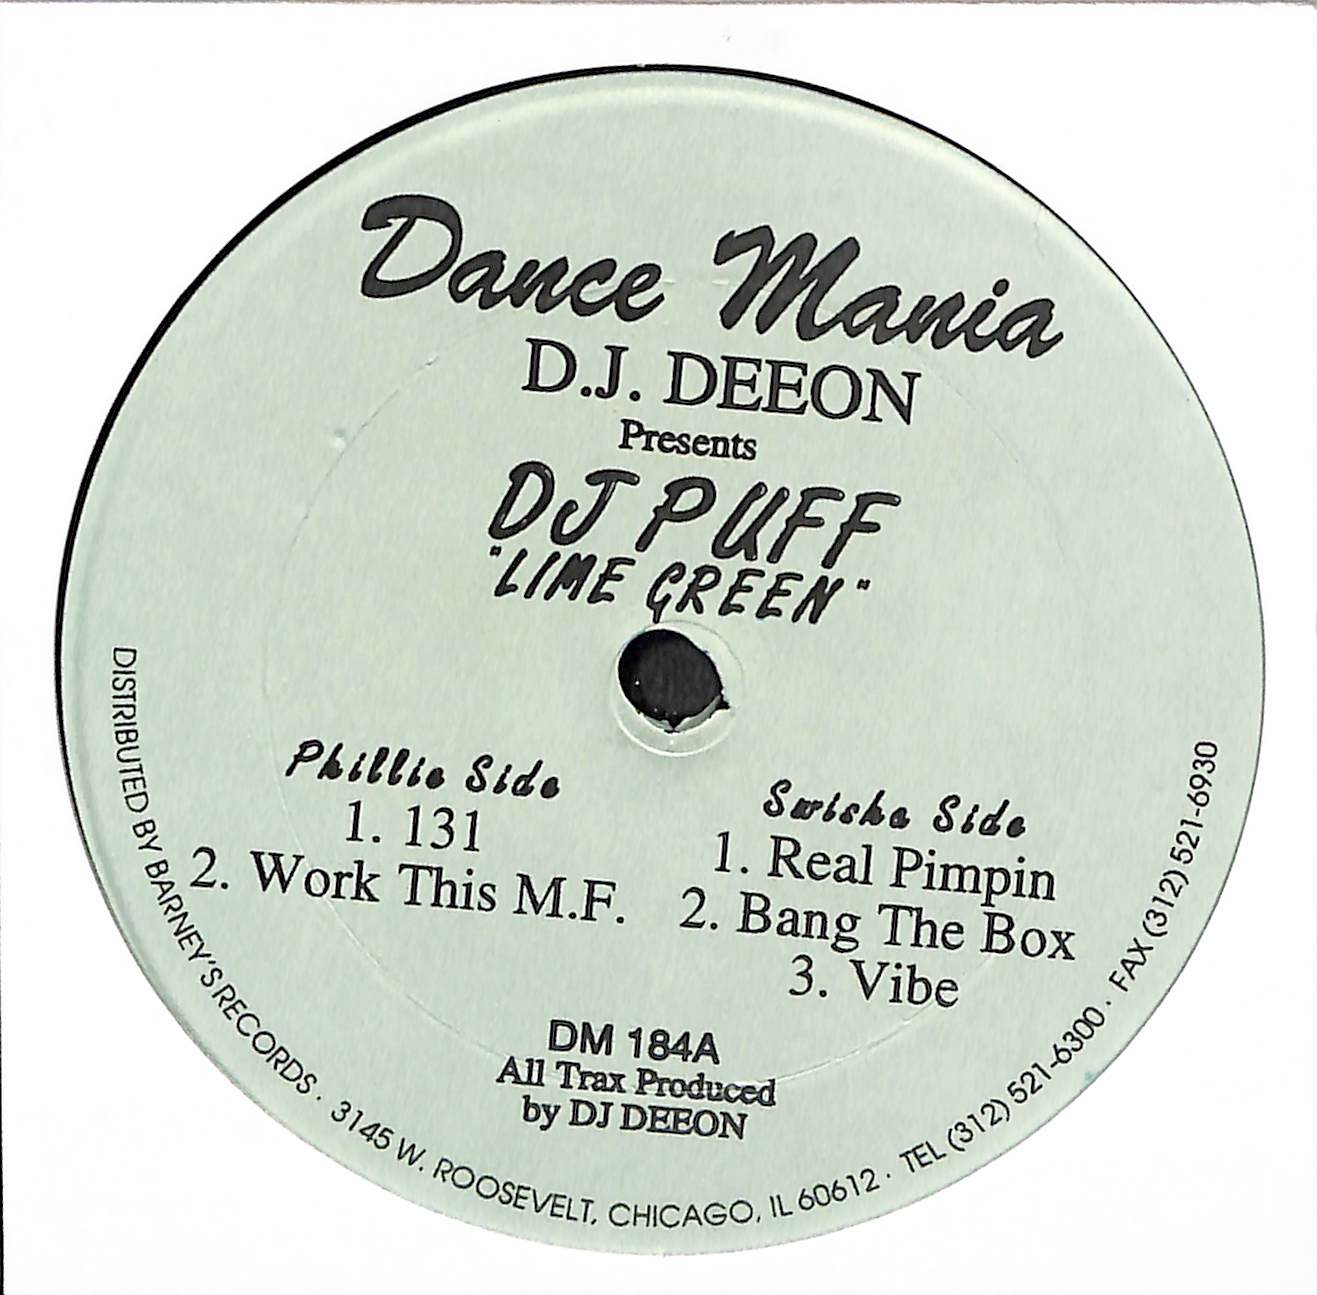 Dance Mania
D.J. DEEON
Presents
DJ PUFF
"LIME GREEN"
Phillie Side
1. 131
2. Work This M.F.
Swisha Side
1. Real Pimpin
2. Bang The Box
3. Vibe
DM 184A
All Trax Produced
by DJ DEEON
DISTRIBUTED BY BARNEY'S RECORDS · 3145 W. ROOSEVELT, CHICAGO, IL 60612 · TEL (312) 521-6300 · FAX (312) 521-6930